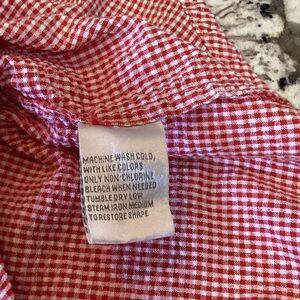 MACHINE WASH COLD,
WITH LIKE COLORS
ONLY NON-CHLORINE
BLEACH WHEN NEEDED
TUMBLE DRY LOW
STEAM IRON MEDIUM
TO RESTORE SHAPE